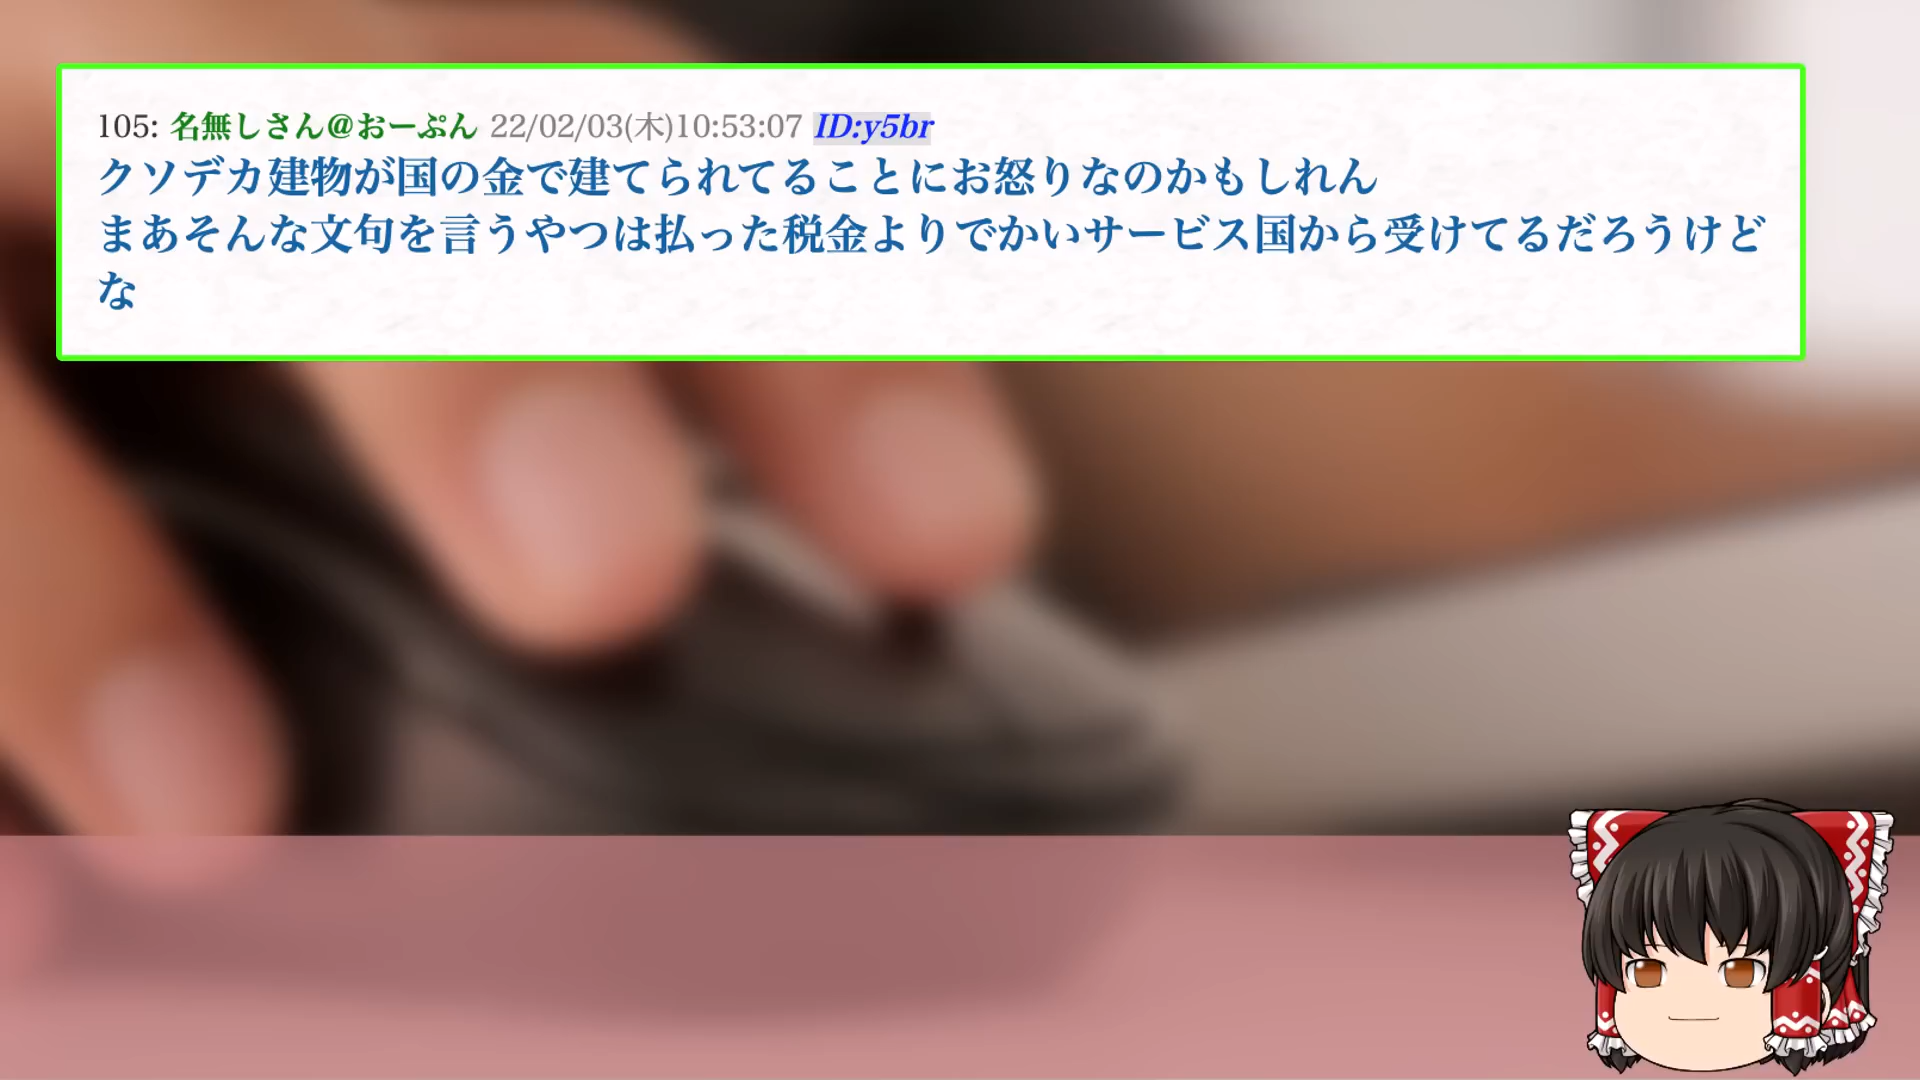 105: 名無しさん@おーぷん 22/02/03(木)10:53:07 ID:y5br
クソデカ建物が国の金で建てられてることにお怒りなのかもしれん
まあそんな文句を言うやつは払った税金よりでかいサービス国から受けてるだろうけど
な